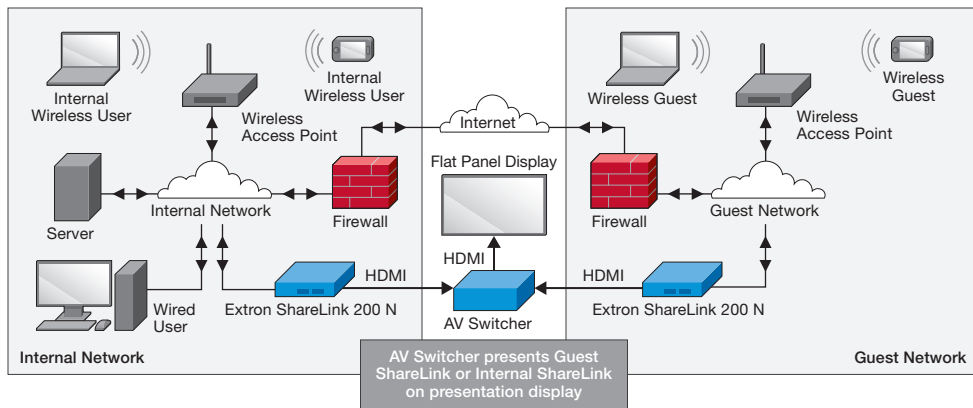 Internal
Wireless User
Wireless
Access Point
Internal
Wireless User
Wireless Guest
Wireless
Access Point
Wireless
Guest
Internet
Flat Panel Display
Server
Internal Network
Firewall
Firewall
Guest Network
HDMI
HDMI
HDMI
Wired
User
Extron ShareLink 200 N
AV Switcher
Extron ShareLink 200 N
Internal Network
AV Switcher presents Guest
ShareLink or Internal ShareLink
on presentation display
Guest Network